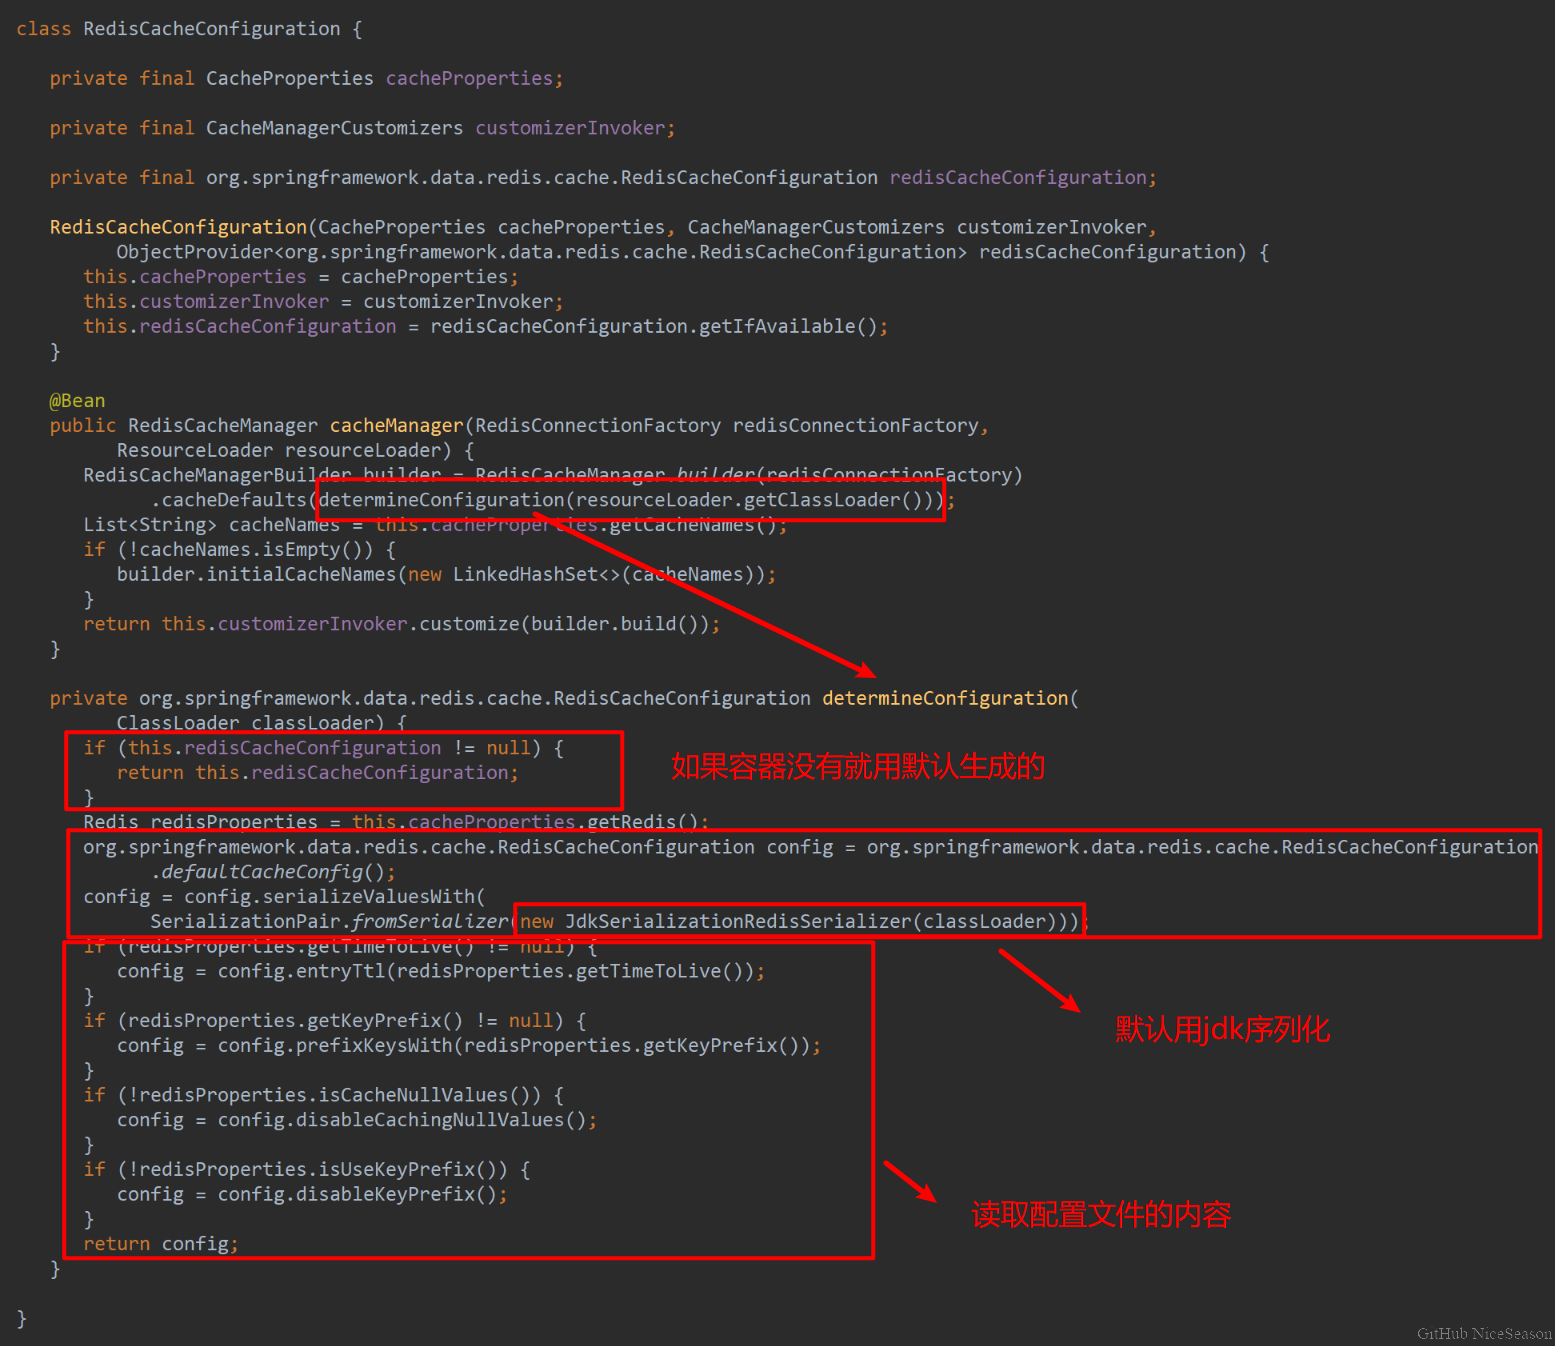 class RedisCacheConfiguration {
private final CacheProperties cacheProperties;
private final CacheManagerCustomizers customizerInvoker;
private final org.springframework.data.redis.cache.RedisCacheConfiguration redisCacheConfiguration;
RedisCacheConfiguration(CacheProperties cacheProperties, CacheManagerCustomizers customizerInvoker,
ObjectProvider<org.springframework.data.redis.cache.RedisCacheConfiguration> redisCacheConfiguration) {
this.cacheProperties = cacheProperties;
this.customizerInvoker = customizerInvoker;
this.redisCacheConfiguration = redisCacheConfiguration.getIfAvailable();
}
@Bean
public RedisCacheManager cacheManager(RedisConnectionFactory redisConnectionFactory,
ResourceLoader resourceLoader) {
RedisCacheManagerBuilder builder = RedisCacheManager.builder(redisConnectionFactory)
.cacheDefaults(determineConfiguration(resourceLoader.getClassLoader()));
List<String> cacheNames = this.cacheProperties.getCacheNames();
if (!cacheNames.isEmpty()) {
builder.initialCacheNames(new LinkedHashSet<>(cacheNames));
}
return this.customizerInvoker.customize(builder.build());
}
private org.springframework.data.redis.cache.RedisCacheConfiguration determineConfiguration(
ClassLoader classLoader) {
if (this.redisCacheConfiguration != null) {
如果容器没有就用默认生成的
return this.redisCacheConfiguration;
}
Redis redisProperties = this.cacheProperties.getRedis();
org.springframework.data.redis.cache.RedisCacheConfiguration config = org.springframework.data.redis.cache.RedisCacheConfiguration
.defaultCacheConfig();
config = config.serializeValuesWith(
SerializationPair.fromSerializer(new JdkSerializationRedisSerializer(classLoader)));
if (redisProperties.getTimeToLive() != null) {
config = config.entryTtl(redisProperties.getTimeToLive());
}
if (redisProperties.getKeyPrefix() != null) {
默认用jdk序列化
config = config.prefixKeysWith(redisProperties.getKeyPrefix());
}
if (!redisProperties.isCacheNullValues()) {
config = config.disableCachingNullValues();
}
if (!redisProperties.isUseKeyPrefix()) {
config = config.disableKeyPrefix();
}
读取配置文件的内容
return config;
}
}
GitHub NiceSeason